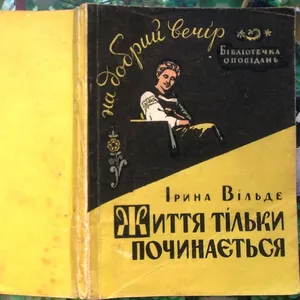 на добрий вечір
Бібліотечка
оповідань
Ірина Вільде
Життя тільки
починається